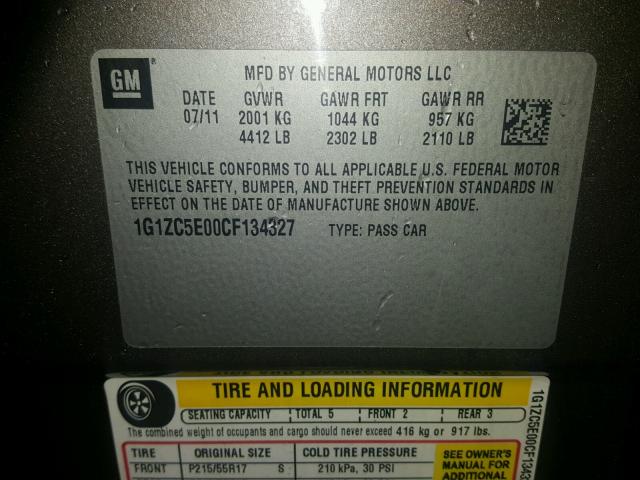 GM
MFD BY GENERAL MOTORS LLC
DATE GVWR GAWR FRT GAWR RR
07/11 2001 KG 1044 KG 957 KG
4412 LB 2302 LB 2110 LB
THIS VEHICLE CONFORMS TO ALL APPLICABLE U.S. FEDERAL MOTOR
VEHICLE SAFETY, BUMPER, AND THEFT PREVENTION STANDARDS IN
EFFECT ON THE DATE OF MANUFACTURE SHOWN ABOVE.
1G1ZC5E00CF134327 TYPE: PASS CAR
TIRE AND LOADING INFORMATION
SEATING CAPACITY TOTAL 5 FRONT 2 REAR 3
The combined weight of occupants and cargo should never exceed 416 kg or 917 lbs.
TIRE ORIGINAL SIZE COLD TIRE PRESSURE
FRONT P215/55R17 S 210 kPa, 30 PSI
SEE OWNER'S
MANUAL FOR
ADDITIONAL
1G1ZC5E00CF1343